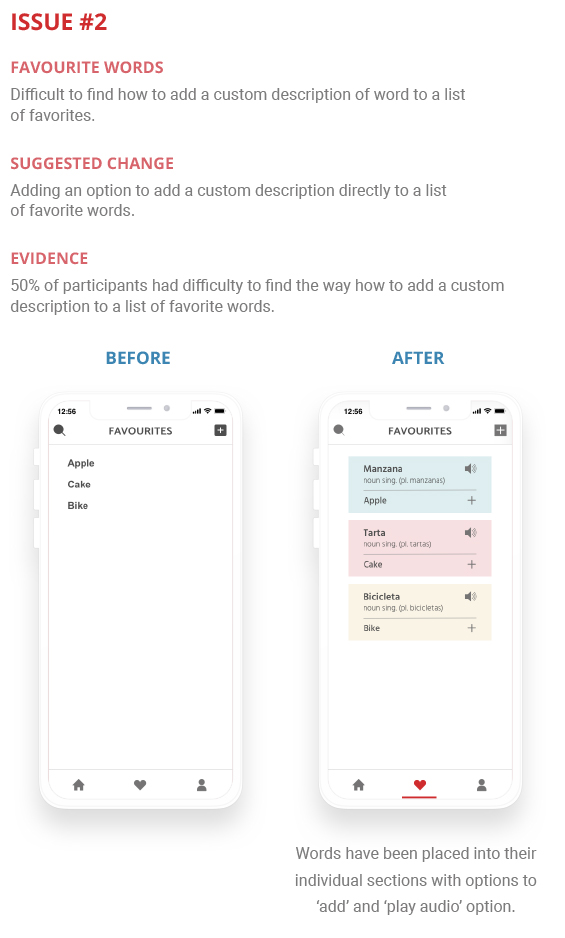 ISSUE #2
FAVOURITE WORDS
Difficult to find how to add a custom description of word to a list
of favorites.
SUGGESTED CHANGE
Adding an option to add a custom description directly to a list
of favorite words.
EVIDENCE
50% of participants had difficulty to find the way how to add a custom
description to a list of favorite words.
BEFORE
12:56
FAVOURITES
Apple
Cake
Bike
AFTER
12:56
FAVOURITES
Manzana
noun sing. (pl. manzanas)
Apple
Tarta
noun sing. (pl. tartas)
Cake
Bicicleta
noun sing. (pl. bicicletas)
Bike
Words have been placed into their
individual sections with options to
‘add’ and ‘play audio’ option.